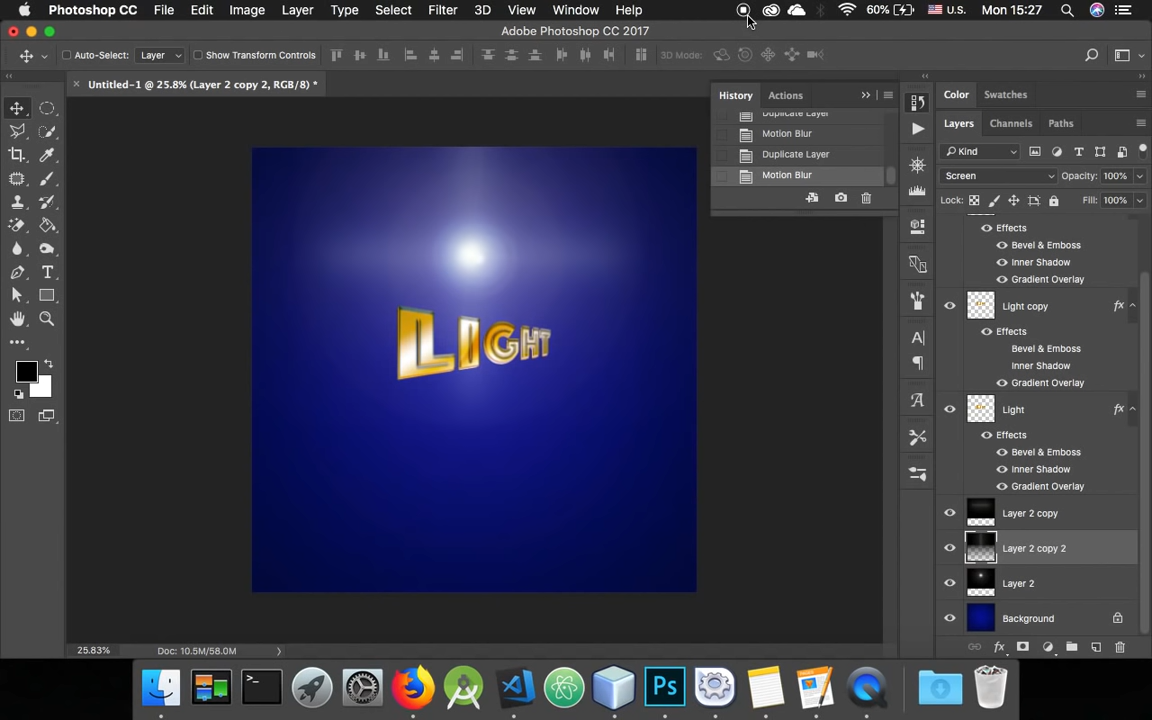 Photoshop CC File Edit Image Layer Type Select Filter 3D View Window Help 60% U.S. Mon 15:27
Adobe Photoshop CC 2017
Auto-Select: Layer Show Transform Controls 3D Mode:
Untitled-1 @ 25.8% (Layer 2 copy 2, RGB/8) *
History Actions
Duplicate Layer
Motion Blur
Duplicate Layer
Motion Blur
Color Swatches
Layers Channels Paths
Kind
Screen Opacity: 100%
Lock: Fill: 100%
Effects
Bevel & Emboss
Inner Shadow
Gradient Overlay
Light copy fx
Effects
Bevel & Emboss
Inner Shadow
Gradient Overlay
Light fx
Effects
Bevel & Emboss
Inner Shadow
Gradient Overlay
Layer 2 copy
Layer 2 copy 2
Layer 2
Background
fx
LIGHT
25.83% Doc: 10.5M/58.0M
Ps